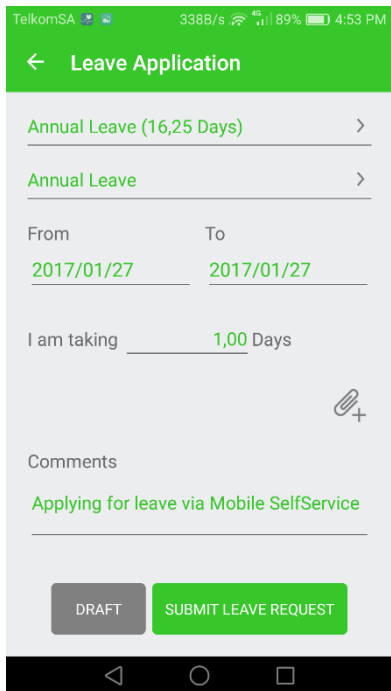 TelkomSA 338B/s 4G 89% 4:53 PM
Leave Application
Annual Leave (16,25 Days)
Annual Leave
From To
2017/01/27 2017/01/27
I am taking 1,00 Days
Comments
Applying for leave via Mobile SelfService
DRAFT SUBMIT LEAVE REQUEST